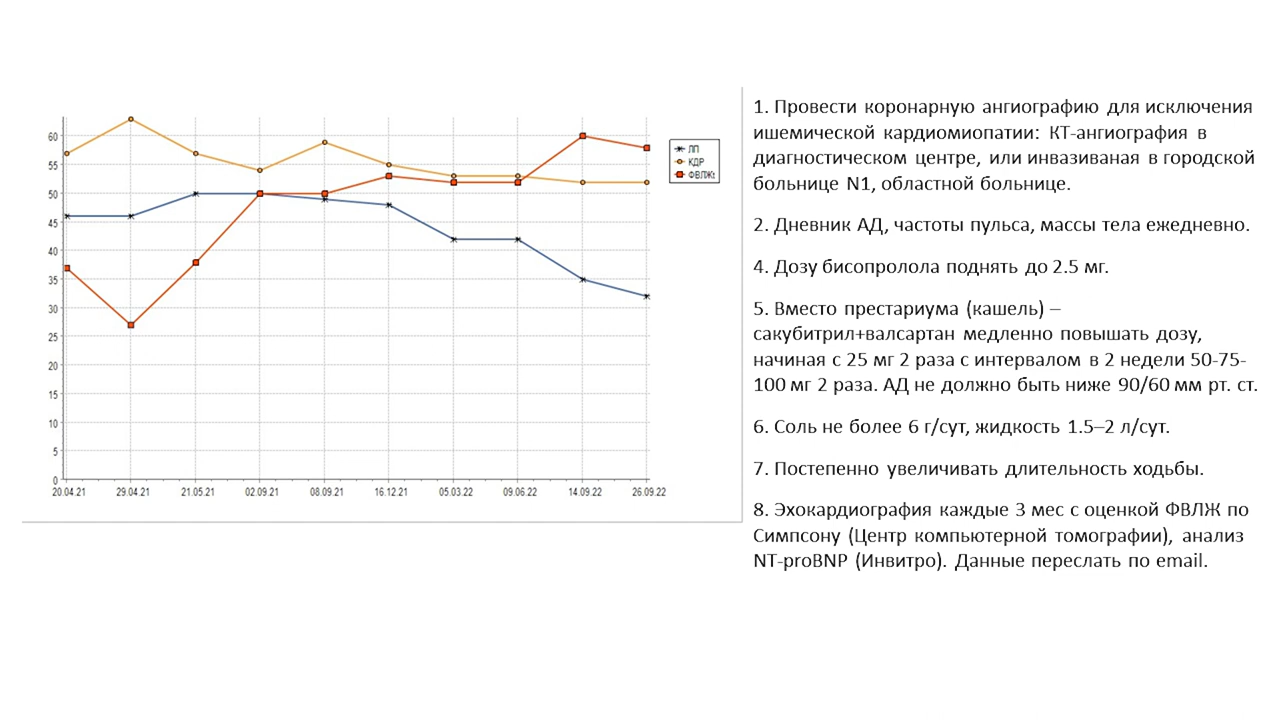 60
55
50
45
40
35
30
25
20
15
10
5
0
20.04.21 29.04.21 21.05.21 02.09.21 08.09.21 16.12.21 05.03.22 09.06.22 14.09.22 26.09.22
ЛП
КДР
ФВЛЖs
1. Провести коронарную ангиографию для исключения
ишемической кардиомиопатии: КТ-ангиография в
диагностическом центре, или инвазиваная в городской
больнице N1, областной больнице.
2. Дневник АД, частоты пульса, массы тела ежедневно.
4. Дозу бисопролола поднять до 2.5 мг.
5. Вместо престариума (кашель) –
сакубитрил+валсартан медленно повышать дозу,
начиная с 25 мг 2 раза с интервалом в 2 недели 50-75-
100 мг 2 раза. АД не должно быть ниже 90/60 мм рт. ст.
6. Соль не более 6 г/сут, жидкость 1.5–2 л/сут.
7. Постепенно увеличивать длительность ходьбы.
8. Эхокардиография каждые 3 мес с оценкой ФВЛЖ по
Симпсону (Центр компьютерной томографии), анализ
NT-proBNP (Инвитро). Данные переслать по email.